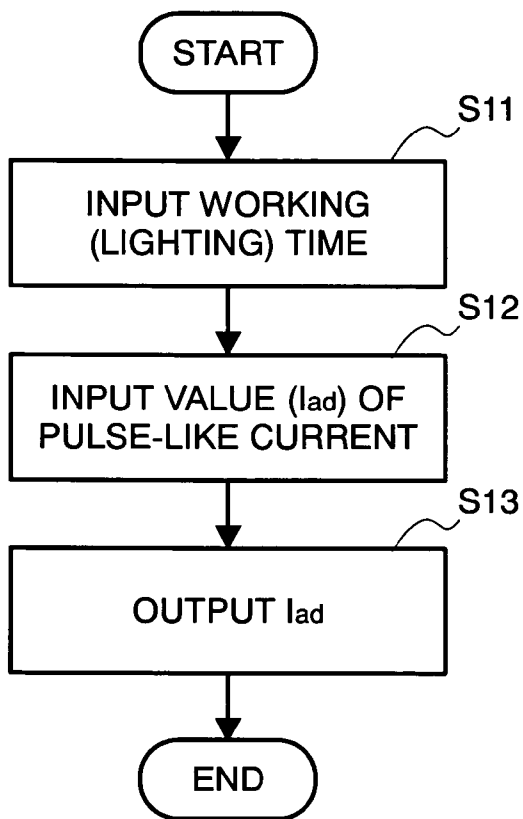 START
S11
INPUT WORKING
(LIGHTING) TIME
S12
INPUT VALUE (Iad) OF
PULSE-LIKE CURRENT
S13
OUTPUT Iad
END